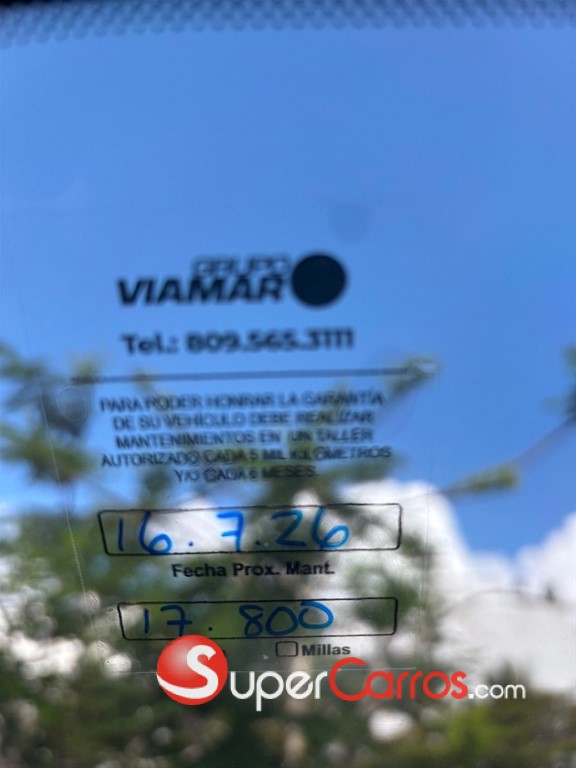 GRUPO
VIAMAR
Tel.: 809.565.3111
PARA PODER HONRAR LA GARANTÍA
DE SU VEHÍCULO DEBE REALIZAR
MANTENIMIENTOS EN UN TALLER
AUTORIZADO CADA 5 MIL KILÓMETROS
Y/O CADA 6 MESES
16.7.26
Fecha Prox. Mant.
17.800
Millas
SuperCarros.com